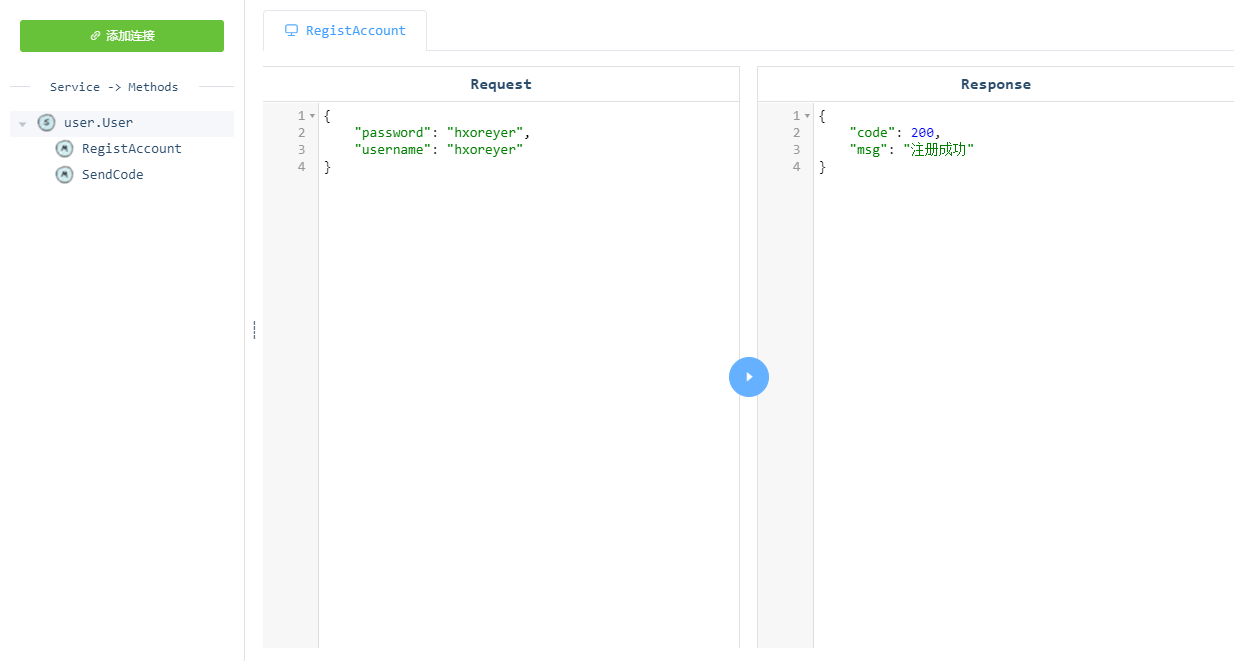 添加连接
Service -> Methods
user.User
RegistAccount
SendCode
RegistAccount
Request
1 {
2     "password": "hxoreyer",
3     "username": "hxoreyer"
4 }
Response
1 {
2     "code": 200,
3     "msg": "注册成功"
4 }